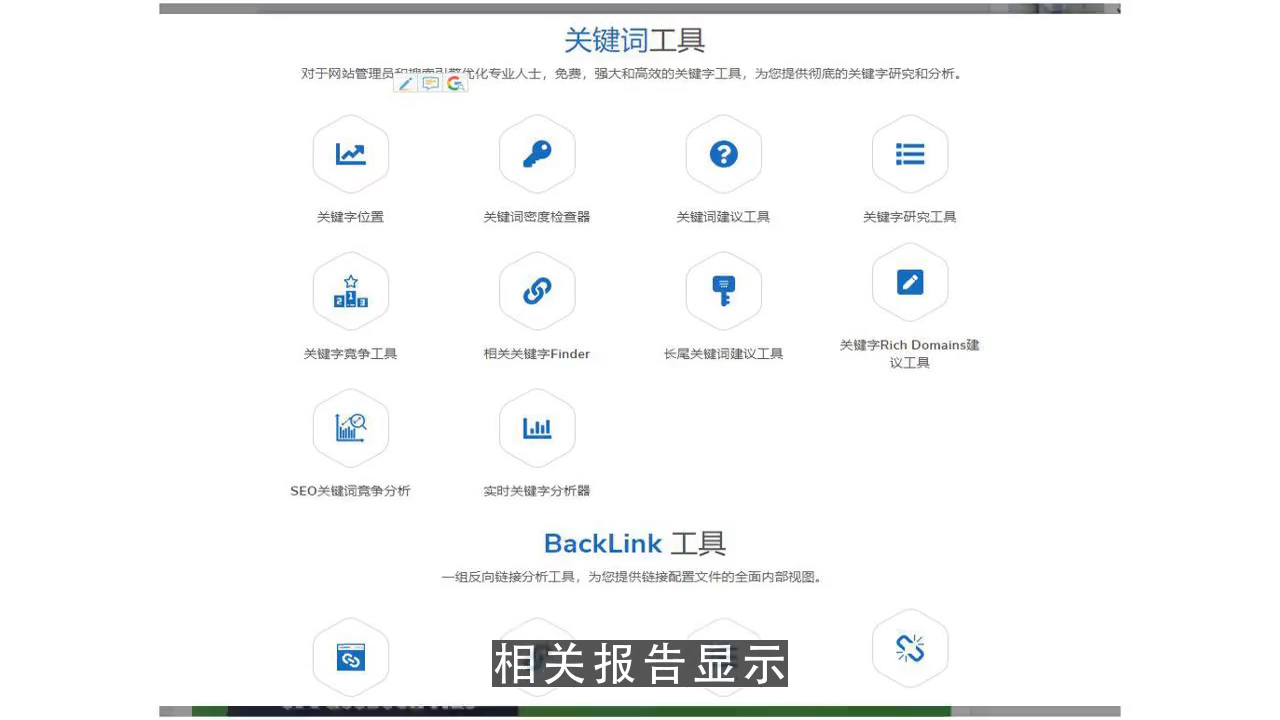 关键词工具
对于网站管理员和搜索引擎优化专业人士，免费，强大和高效的关键字工具，为您提供彻底的关键字研究和分析。
关键字位置
关键词密度检查器
关键词建议工具
关键字研究工具
关键字竞争工具
相关关键字Finder
长尾关键词建议工具
关键字Rich Domains建
议工具
SEO关键词竞争分析
实时关键字分析器
BackLink 工具
一组反向链接分析工具，为您提供链接配置文件的全面内部视图。
相关报告显示